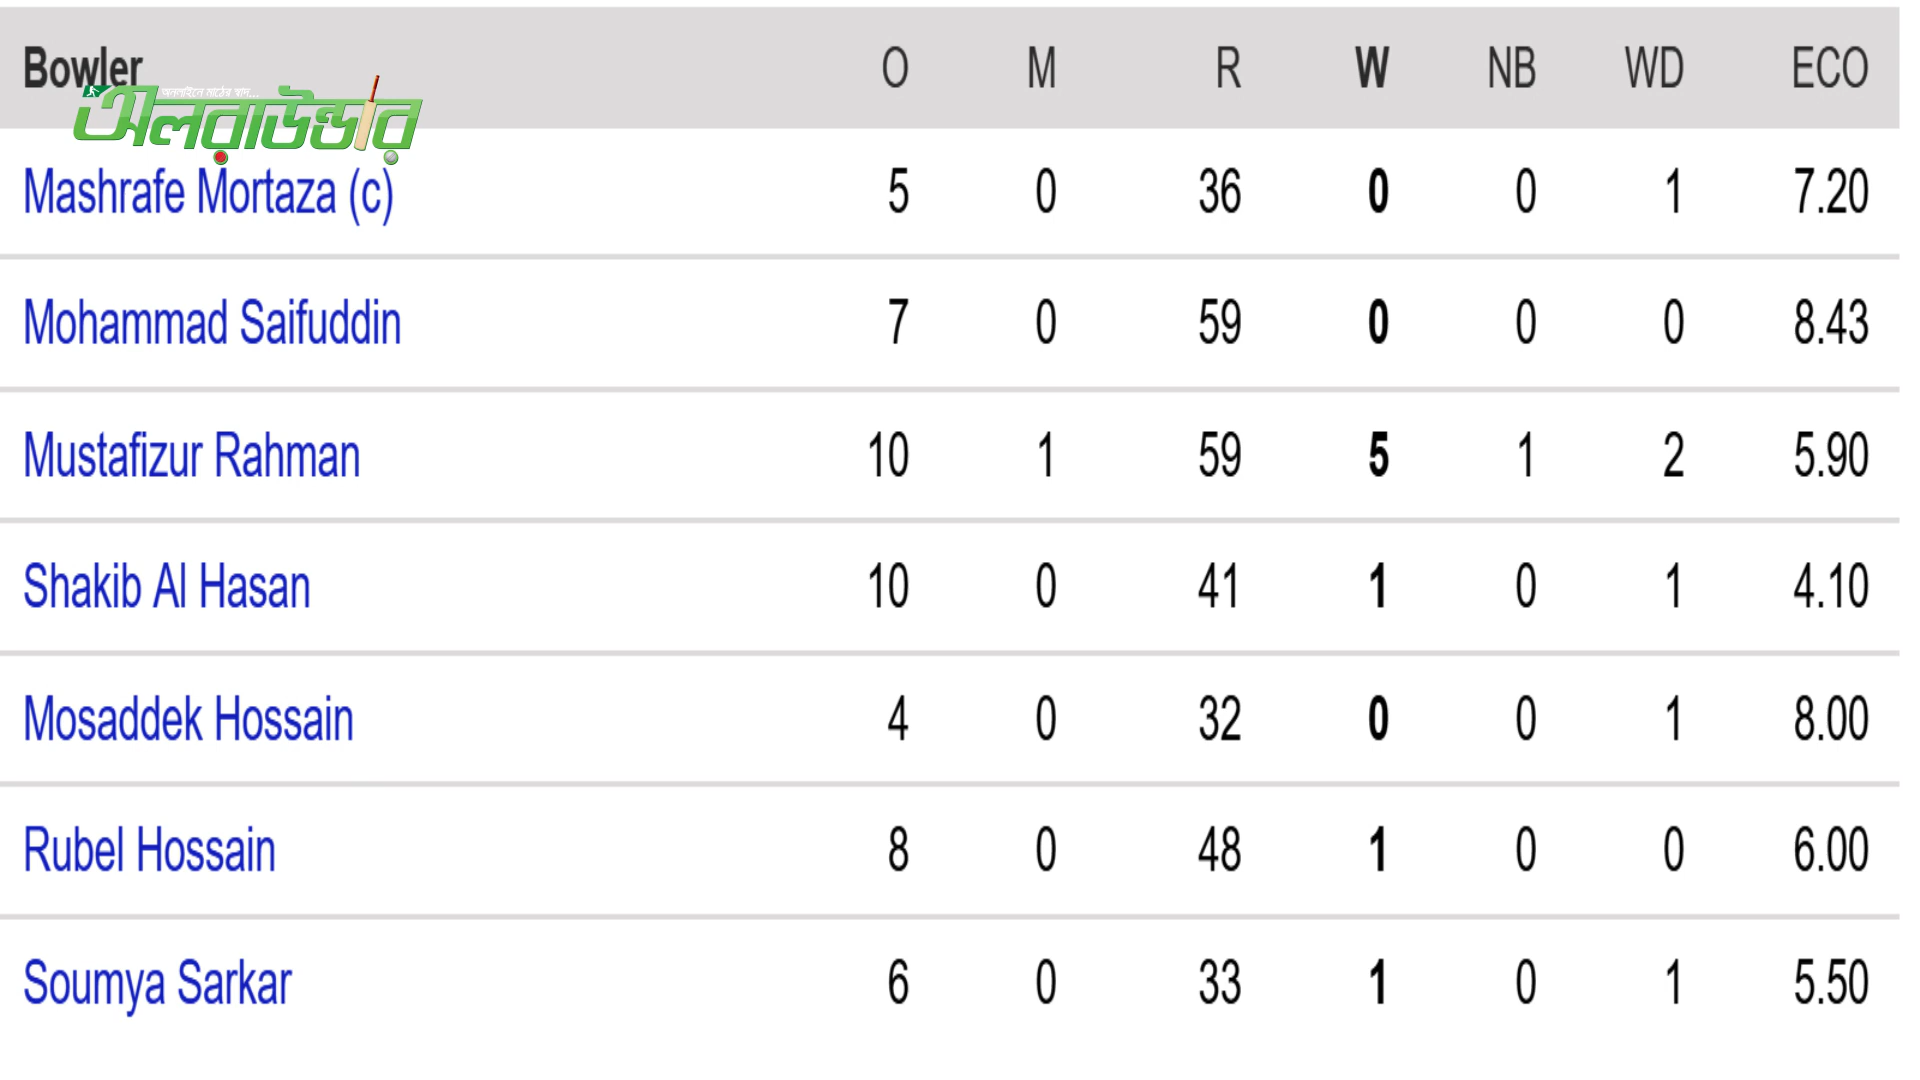 Bowler O M R W NB WD ECO
অনলাইনে মাঠের স্বাদ...
অলরাউন্ডার
Mashrafe Mortaza (c) 5 0 36 0 0 1 7.20
Mohammad Saifuddin 7 0 59 0 0 0 8.43
Mustafizur Rahman 10 1 59 5 1 2 5.90
Shakib Al Hasan 10 0 41 1 0 1 4.10
Mosaddek Hossain 4 0 32 0 0 1 8.00
Rubel Hossain 8 0 48 1 0 0 6.00
Soumya Sarkar 6 0 33 1 0 1 5.50